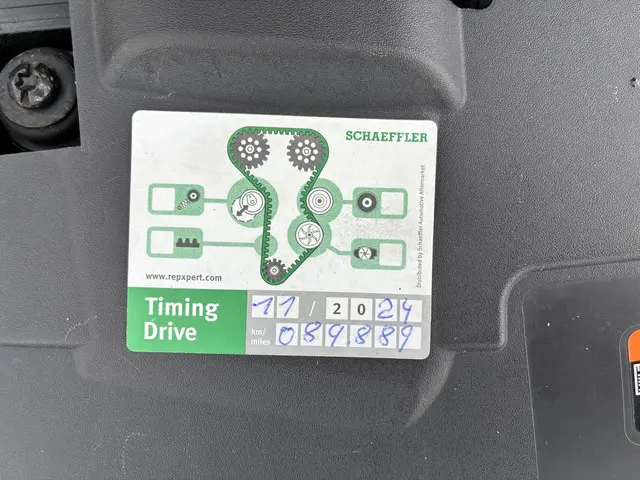 SCHAEFFLER
Distributed by Schaeffler Automotive Aftermarket
www.repxpert.com
Timing Drive
11 / 2024
km/miles 089889